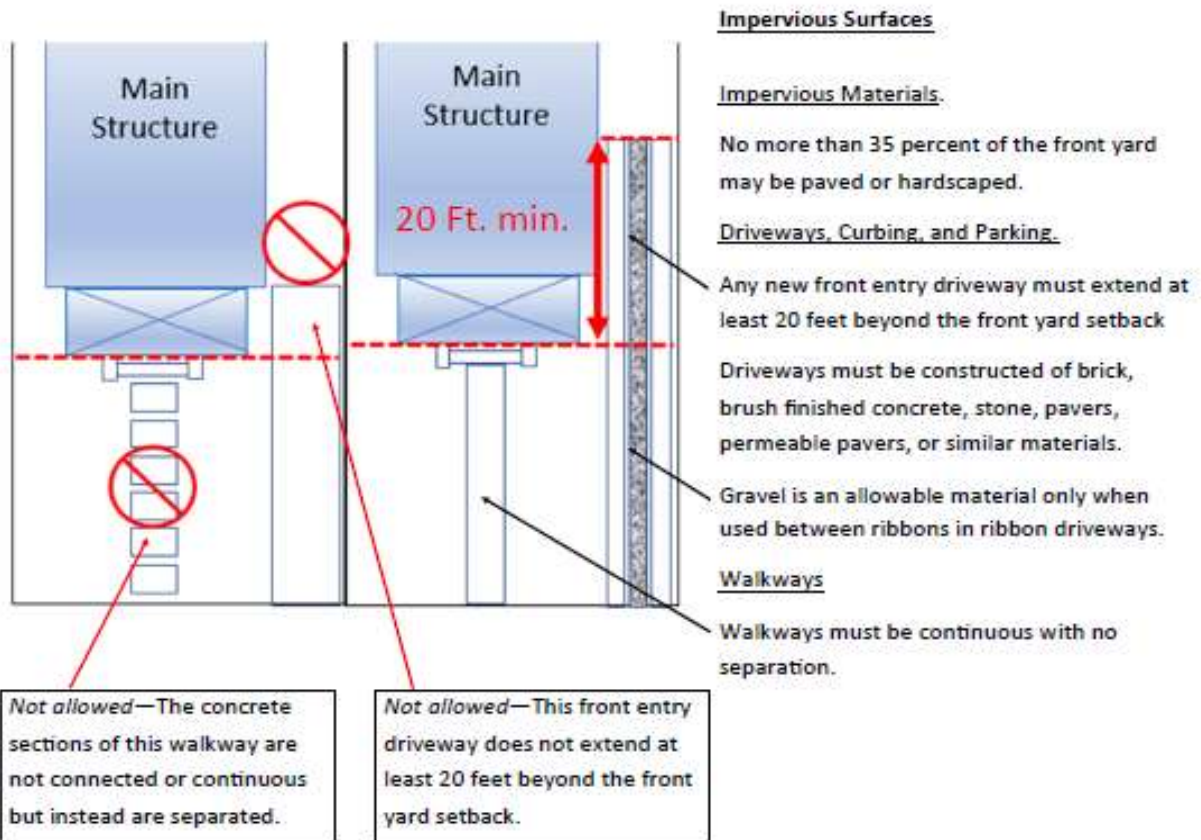 Impervious Surfaces
Impervious Materials.
No more than 35 percent of the front yard
may be paved or hardscaped.
Driveways, Curbing, and Parking.
Any new front entry driveway must extend at
least 20 feet beyond the front yard setback
Driveways must be constructed of brick,
brush finished concrete, stone, pavers,
permeable pavers, or similar materials.
Gravel is an allowable material only when
used between ribbons in ribbon driveways.
Walkways
Walkways must be continuous with no
separation.
Main
Structure
Main
Structure
20 Ft. min.
Not allowed—The concrete
sections of this walkway are
not connected or continuous
but instead are separated.
Not allowed—This front entry
driveway does not extend at
least 20 feet beyond the front
yard setback.